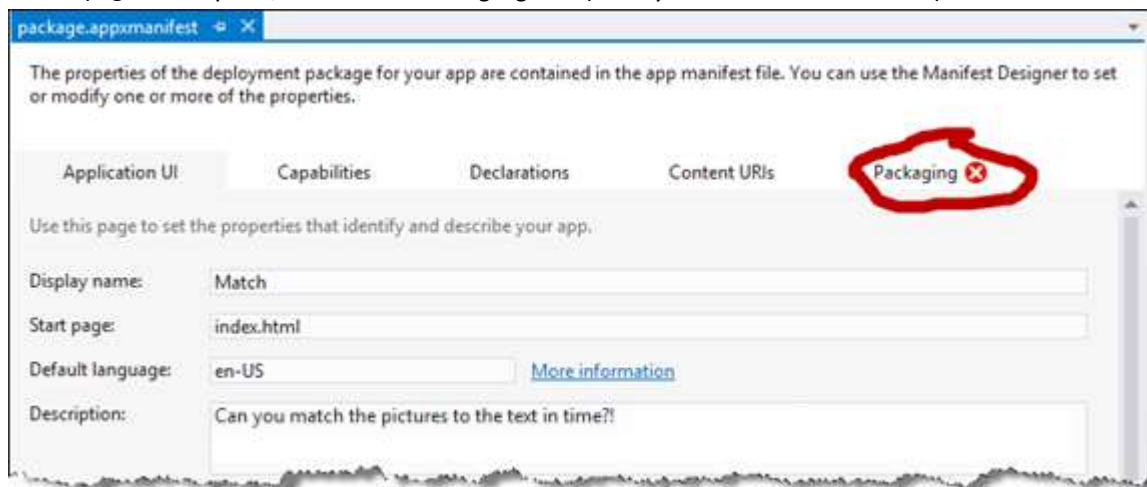 package.appxmanifest
The properties of the deployment package for your app are contained in the app manifest file. You can use the Manifest Designer to set
or modify one or more of the properties.
Application UI Capabilities Declarations Content URIs Packaging
Use this page to set the properties that identify and describe your app.
Display name: Match
Start page: index.html
Default language: en-US More information
Description: Can you match the pictures to the text in time?!